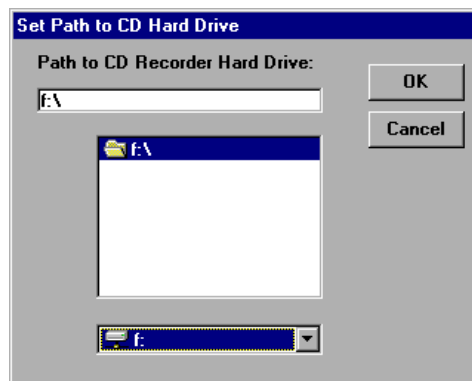 Set Path to CD Hard Drive
Path to CD Recorder Hard Drive:
f:\
OK
Cancel
f:\
f: